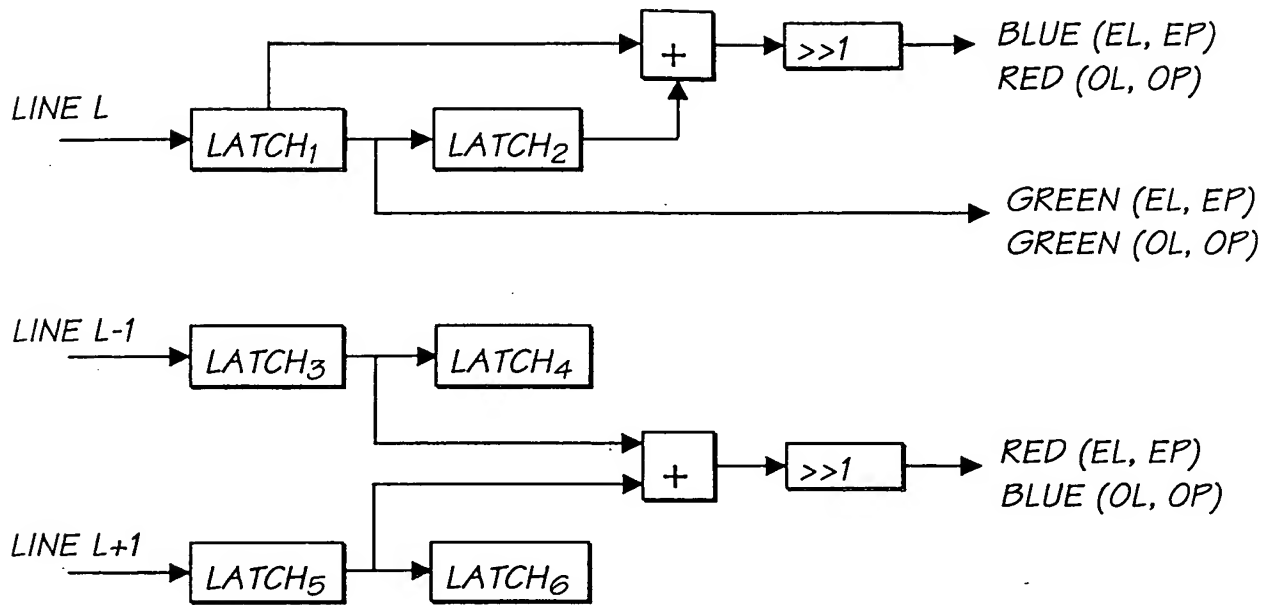 BLUE (EL, EP)
RED (OL, OP)
+
>>1
LINE L
LATCH1
LATCH2
GREEN (EL, EP)
GREEN (OL, OP)
LINE L-1
LATCH3
LATCH4
+
>>1
RED (EL, EP)
BLUE (OL, OP)
LINE L+1
LATCH5
LATCH6